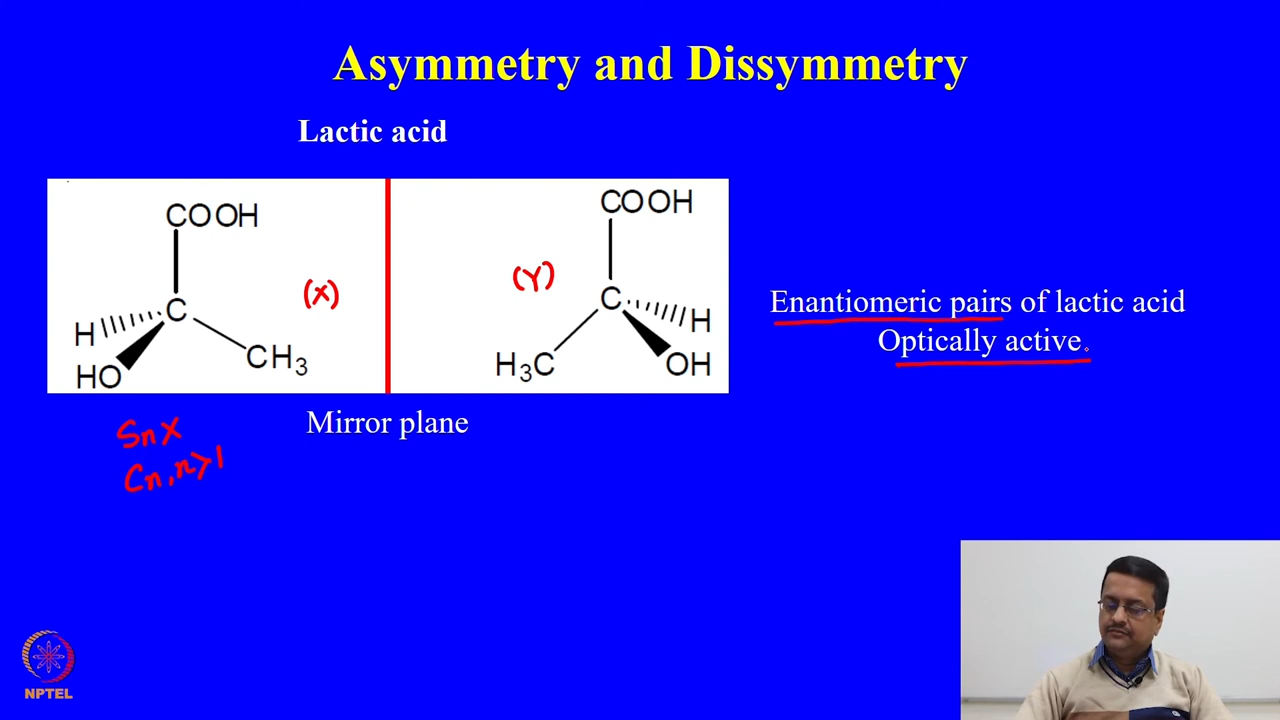 Asymmetry and Dissymmetry
Lactic acid
COOH
C
H
HO
CH3
(X)
(Y)
COOH
C
H
H3C
OH
Enantiomeric pairs of lactic acid
Optically active.
Mirror plane
Sn X
Cn, n>1
NPTEL